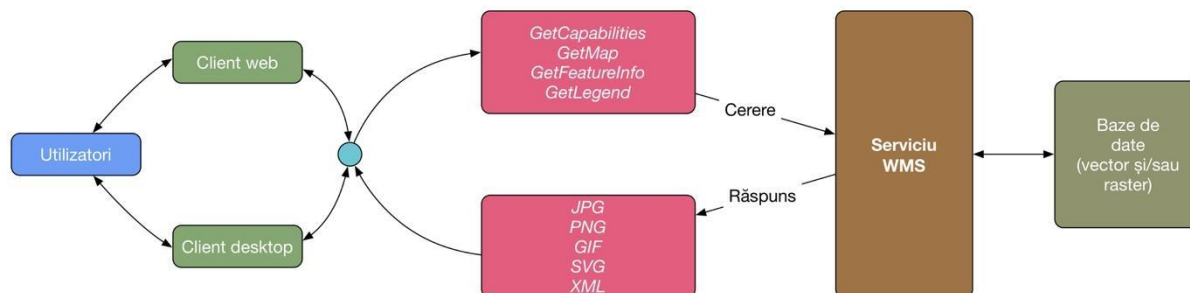 Utilizatori
Client web
Client desktop
GetCapabilities
GetMap
GetFeatureInfo
GetLegend
Cerere
Răspuns
JPG
PNG
GIF
SVG
XML
Serviciu
WMS
Baze de
date
(vector și/sau
raster)